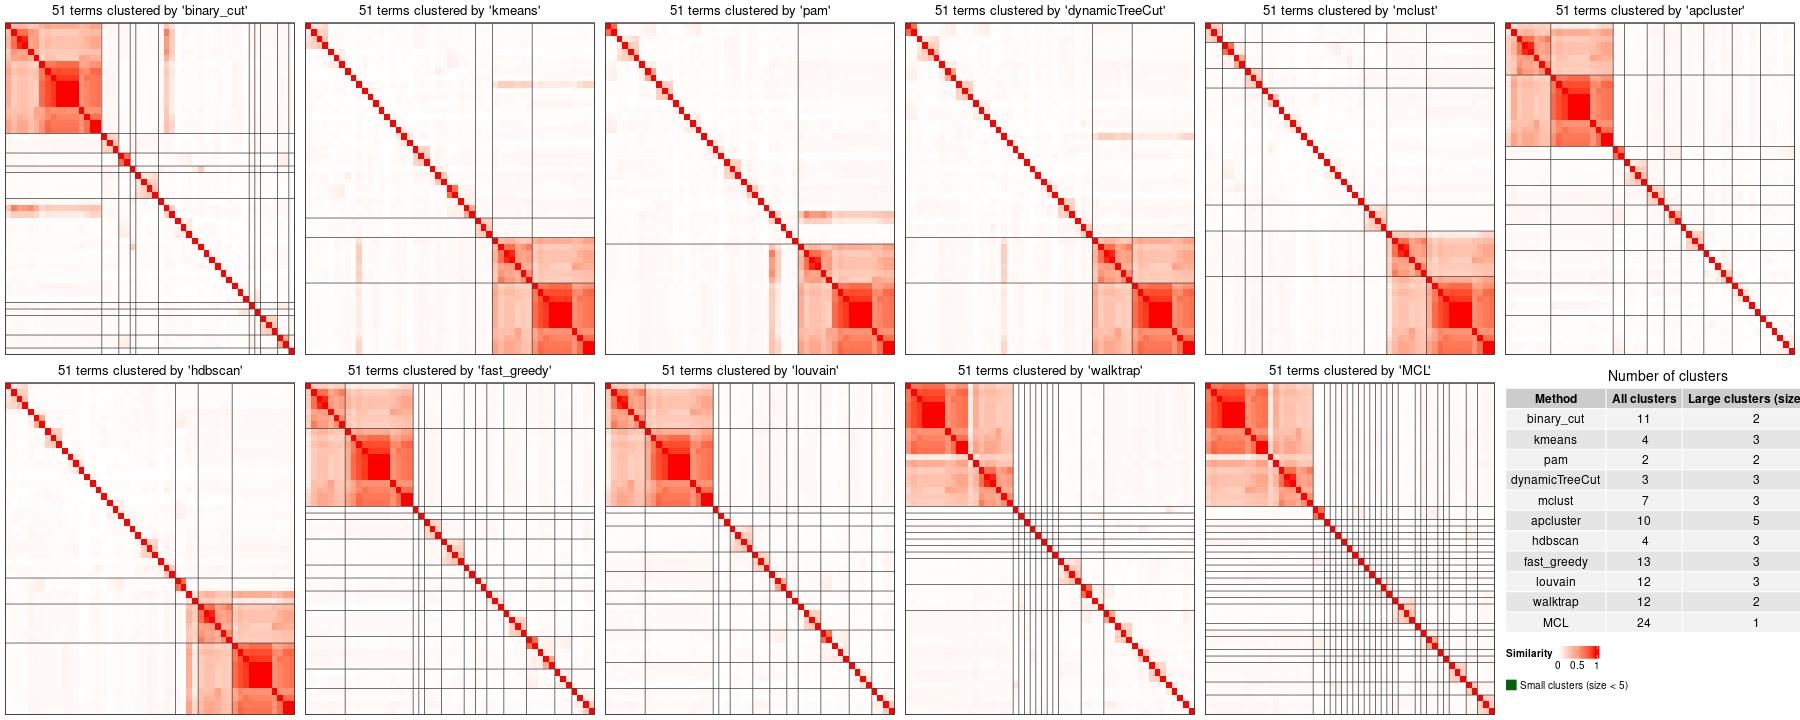 51 terms clustered by 'binary_cut'
51 terms clustered by 'kmeans'
51 terms clustered by 'pam'
51 terms clustered by 'dynamicTreeCut'
51 terms clustered by 'mclust'
51 terms clustered by 'apcluster'
51 terms clustered by 'hdbscan'
51 terms clustered by 'fast_greedy'
51 terms clustered by 'louvain'
51 terms clustered by 'walktrap'
51 terms clustered by 'MCL'
Number of clusters
Method All clusters Large clusters (size
binary_cut 11 2
kmeans 4 3
pam 2 2
dynamicTreeCut 3 3
mclust 7 3
apcluster 10 5
hdbscan 4 3
fast_greedy 13 3
louvain 12 3
walktrap 12 2
MCL 24 1
Similarity
0 0.5 1
Small clusters (size < 5)